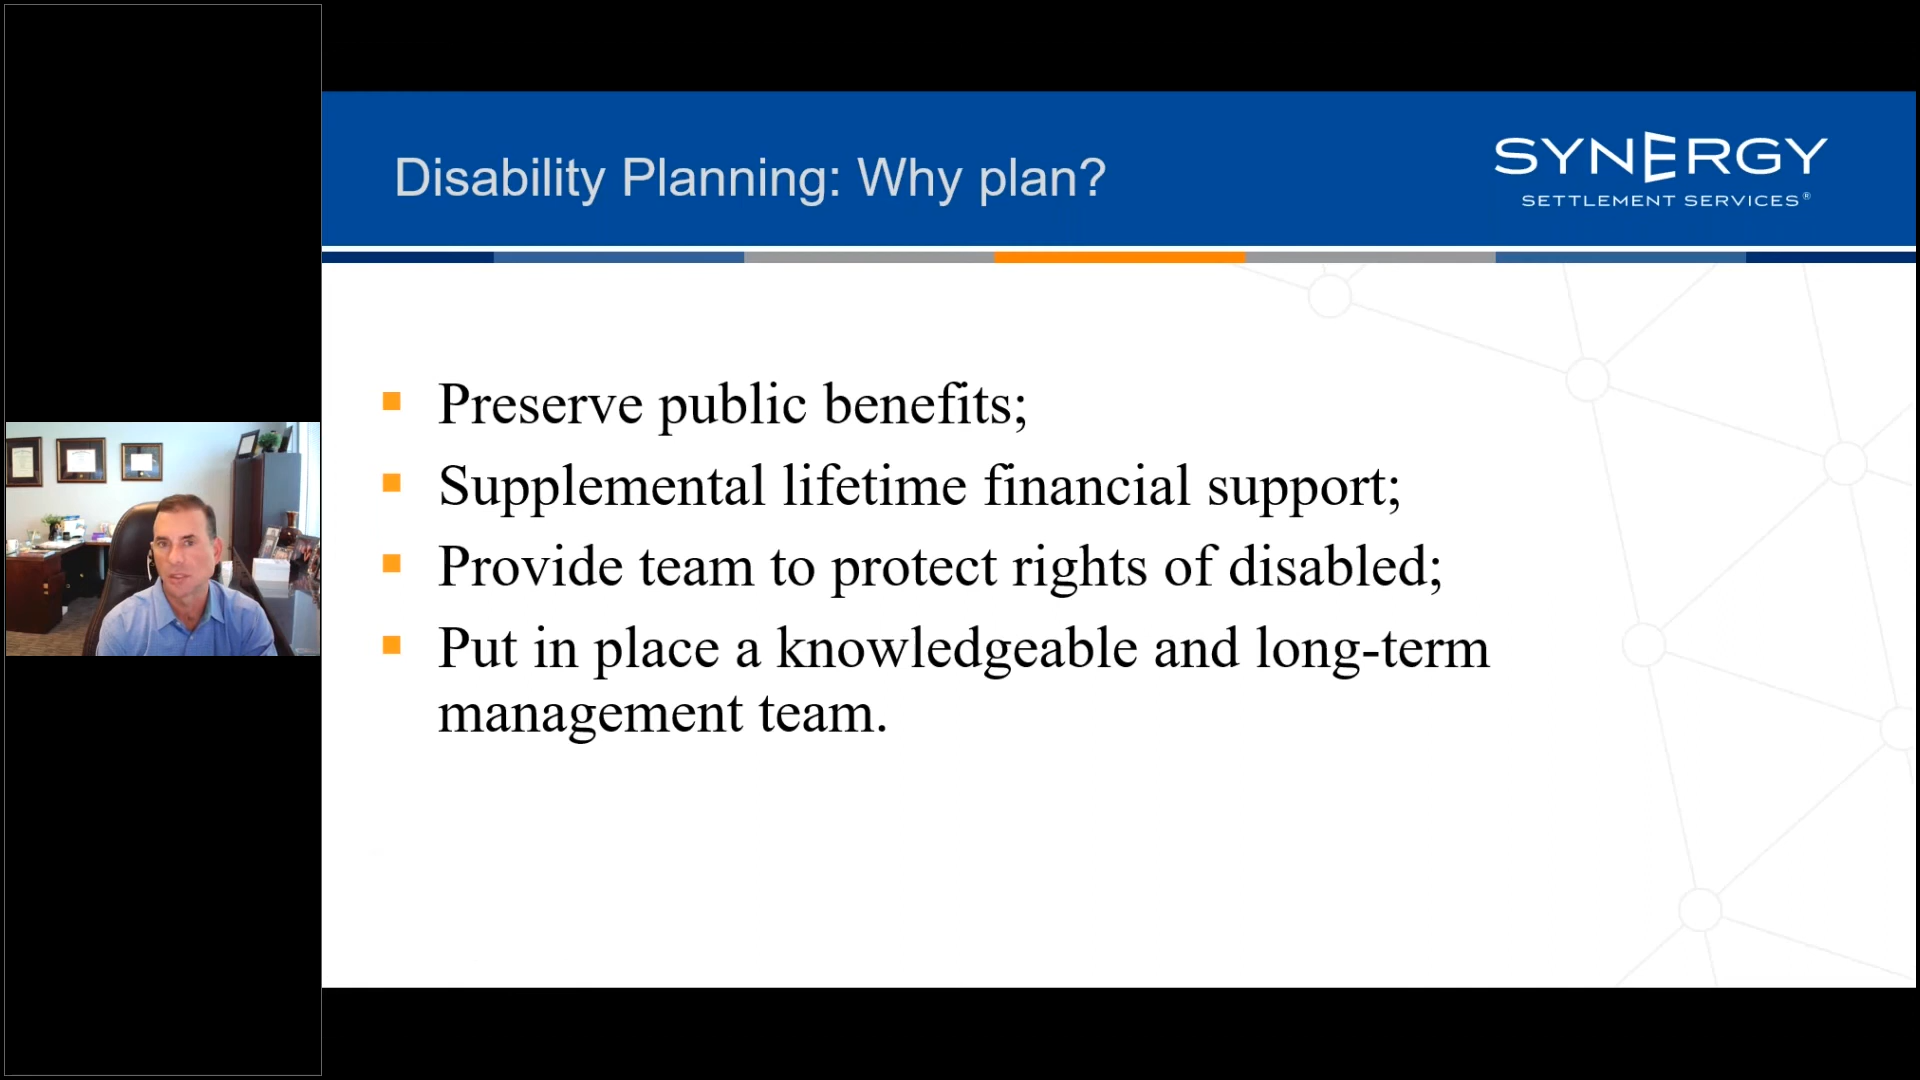 Disability Planning: Why plan?
SYNERGY
SETTLEMENT SERVICES®
Preserve public benefits;
Supplemental lifetime financial support;
Provide team to protect rights of disabled;
Put in place a knowledgeable and long-term
management team.